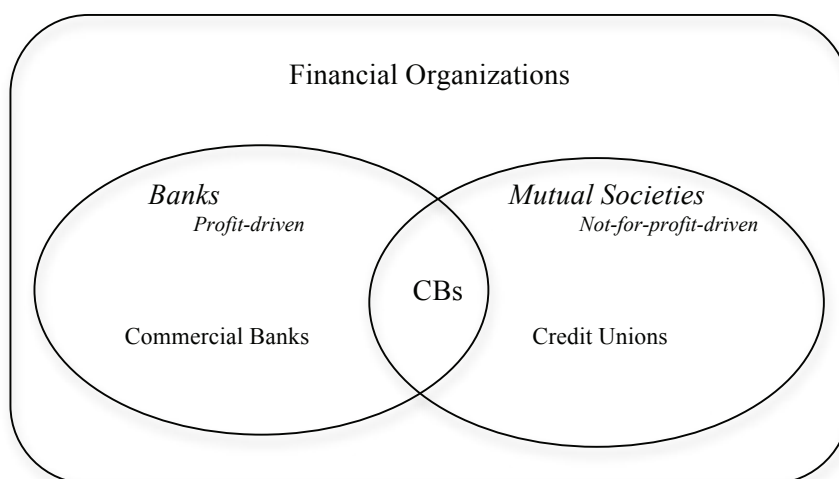 Financial Organizations
Banks
Profit-driven
Mutual Societies
Not-for-profit-driven
CBs
Commercial Banks
Credit Unions